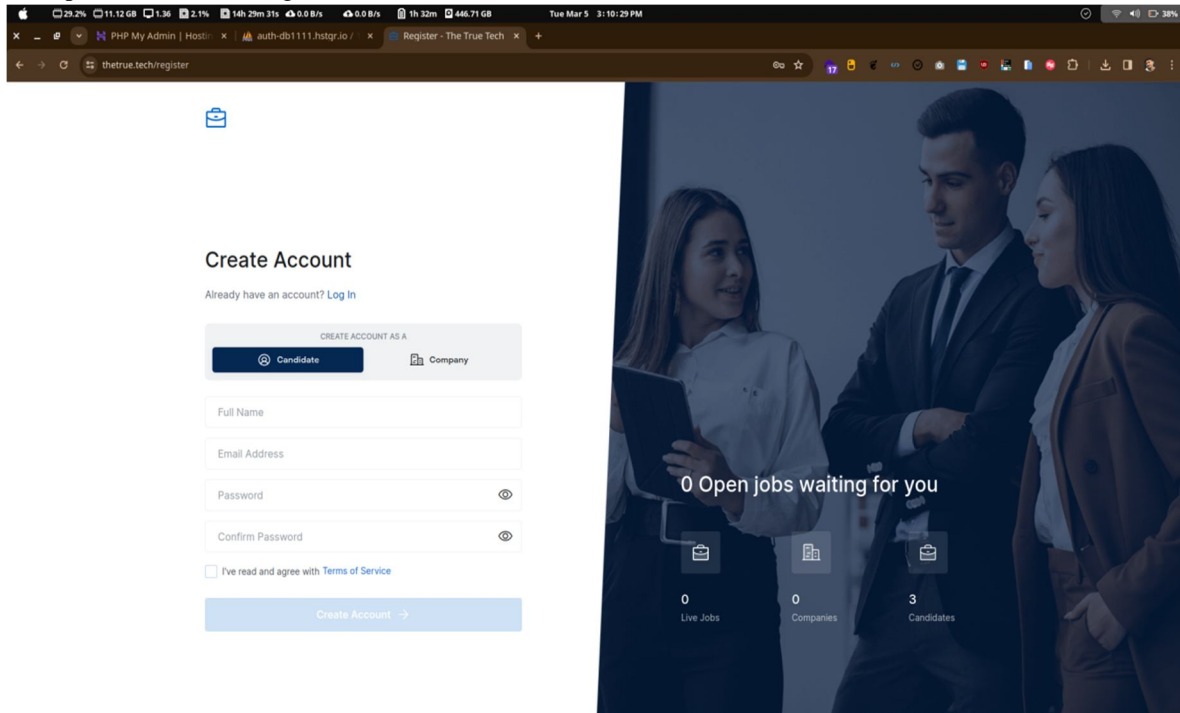 29.2% 11.12 GB 1.36 2.1% 14h 29m 31s 0.0 B/s 0.0 B/s 1h 32m 446.71 GB Tue Mar 5 3:10:29 PM 38%
PHP My Admin | Hostin auth-db1111.hstgr.io / Register - The True Tech
thetrue.tech/register 17
Create Account
Already have an account? Log In
CREATE ACCOUNT AS A
Candidate Company
Full Name
Email Address
Password
Confirm Password
I've read and agree with Terms of Service
Create Account →
0 Open jobs waiting for you
0 0 3
Live Jobs Companies Candidates